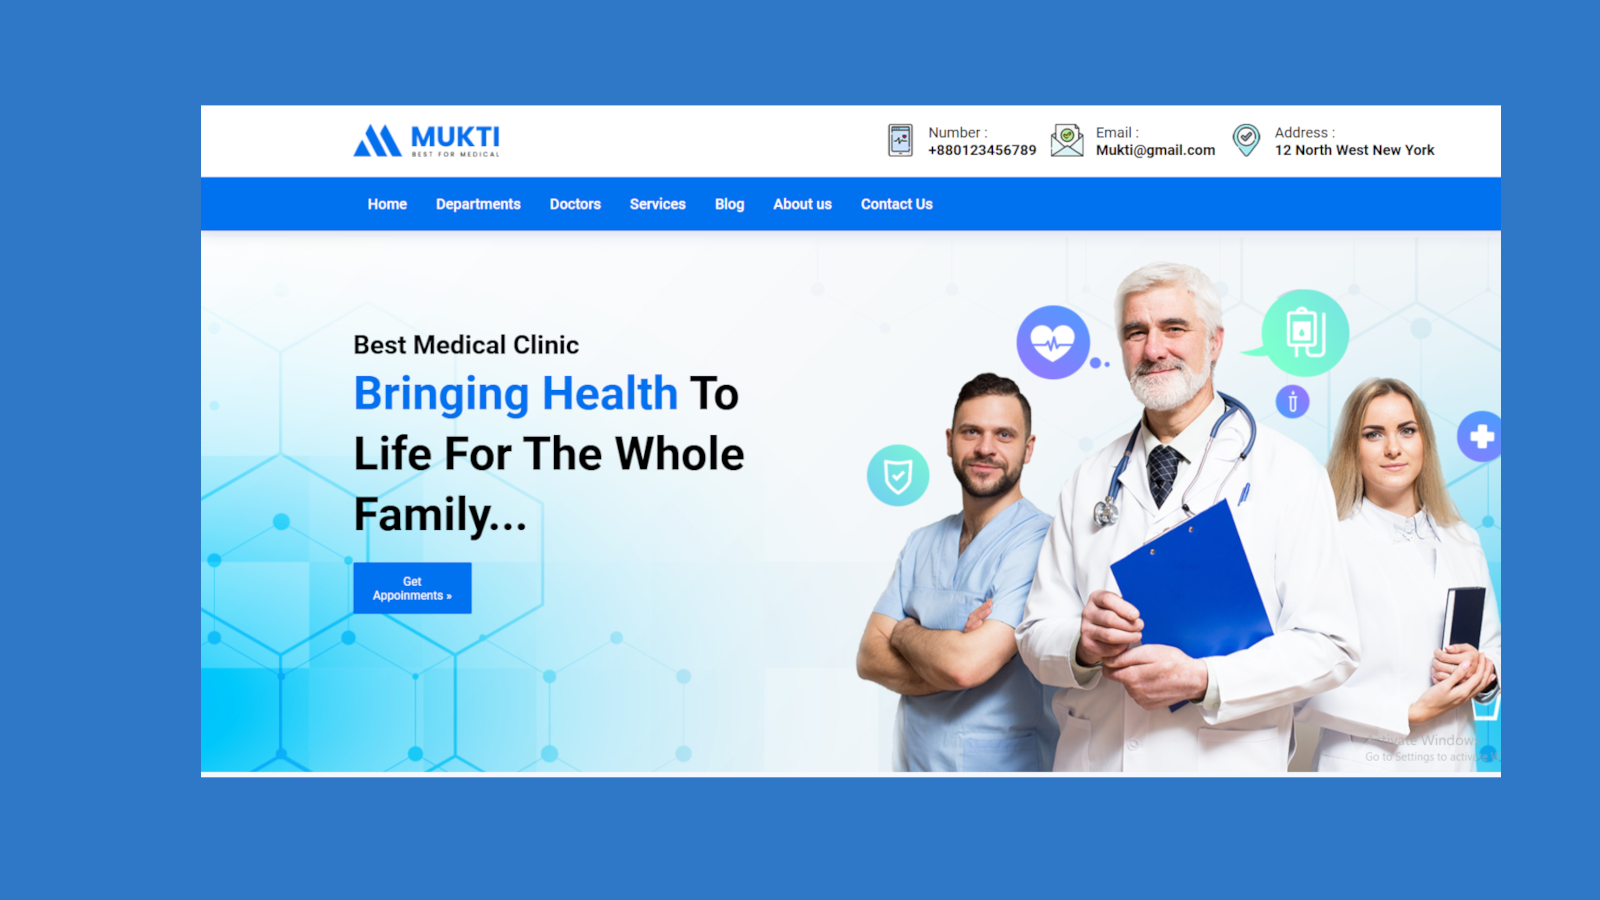 MUKTI
BEST FOR MEDICAL
Number :
+880123456789
Email :
Mukti@gmail.com
Address :
12 North West New York
Home Departments Doctors Services Blog About us Contact Us
Best Medical Clinic
Bringing Health To
Life For The Whole
Family...
Get
Appoinments »
Activate Window
Go to Settings to activ